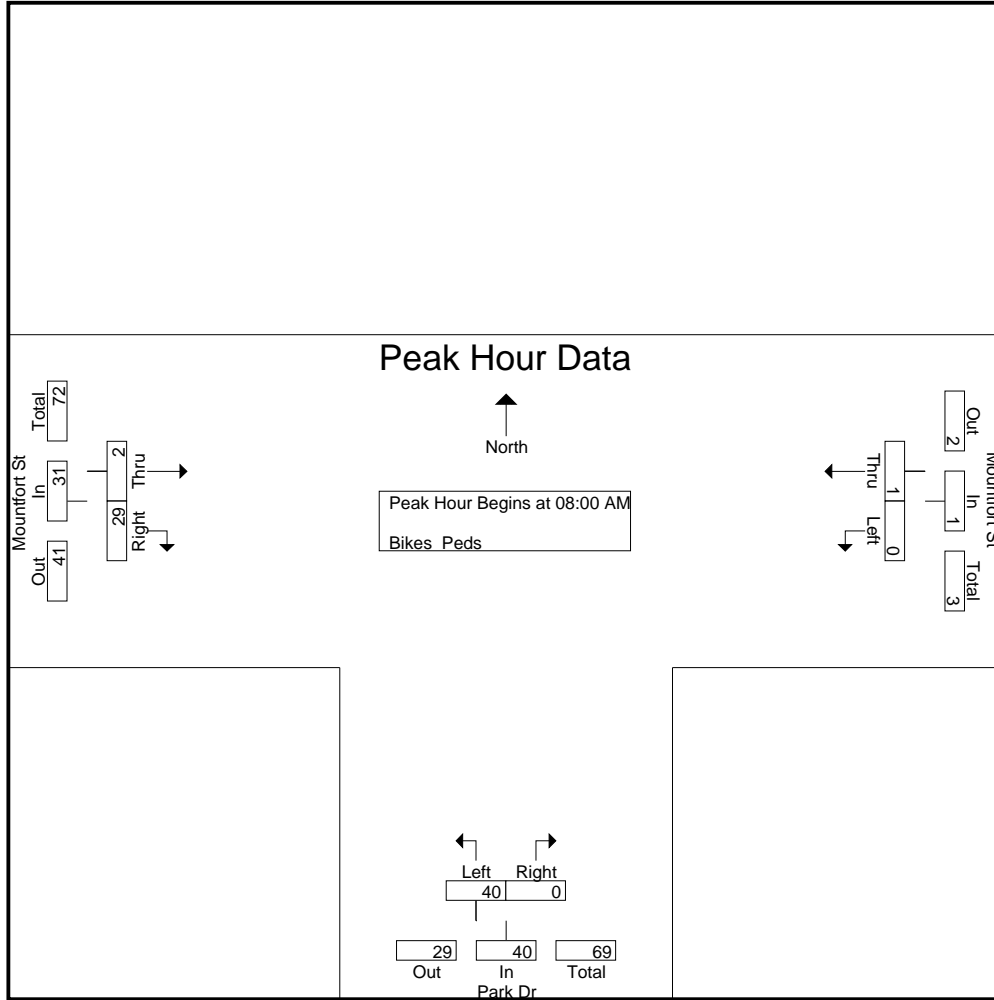 Peak Hour Data
North
Peak Hour Begins at 08:00 AM
Bikes Peds
Mountfort St
Total
72
In
31
Out
41
2
Thru
29
Right
Mountfort St
Out
2
In
1
Total
3
Thru
1
Left
0
Left
Right
40
0
29
40
69
Out
In
Total
Park Dr